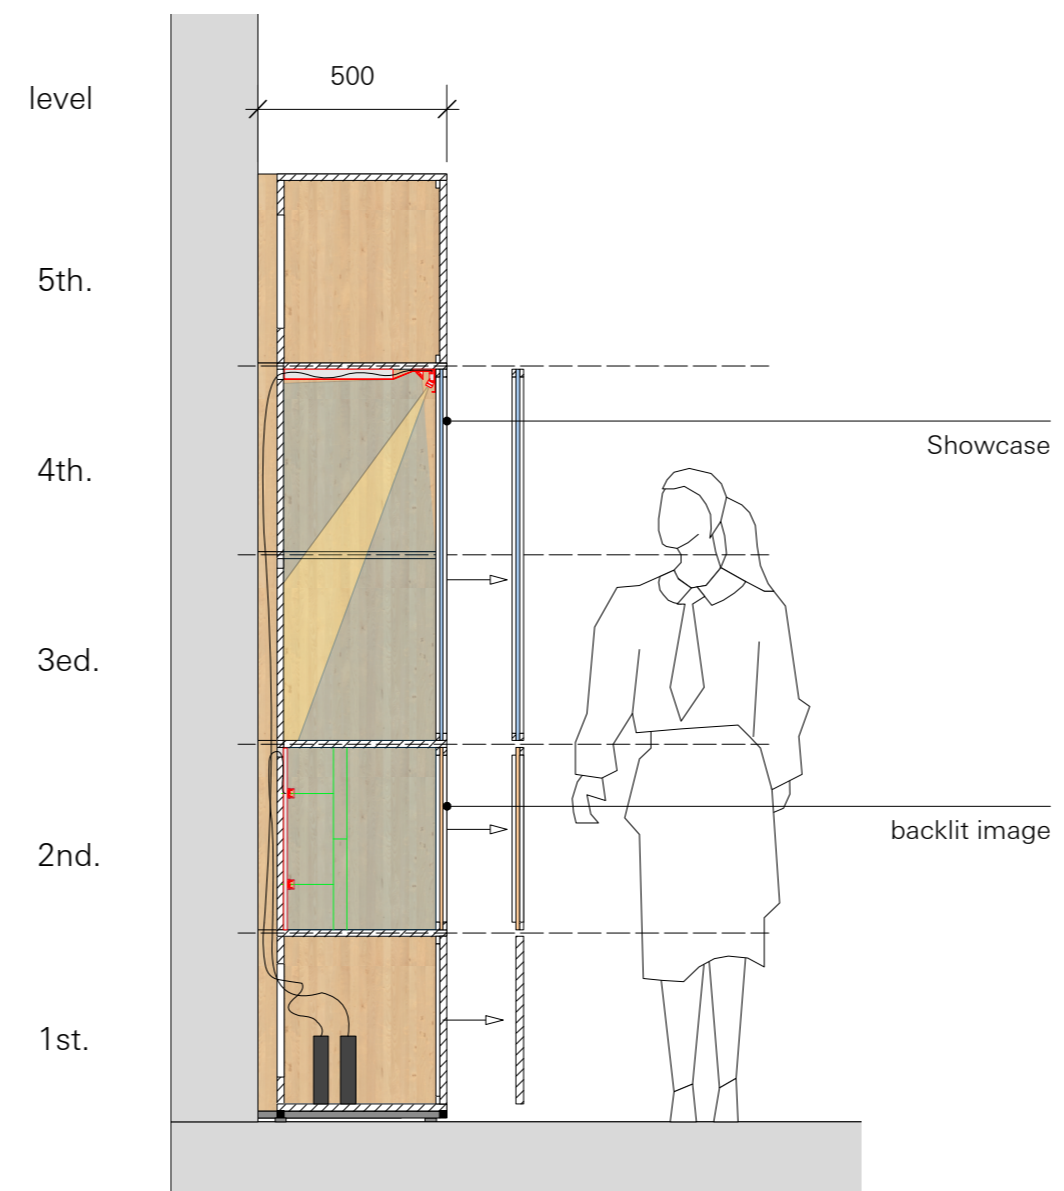 500
level
5th.
Showcase
4th.
3ed.
backlit image
2nd.
1st.